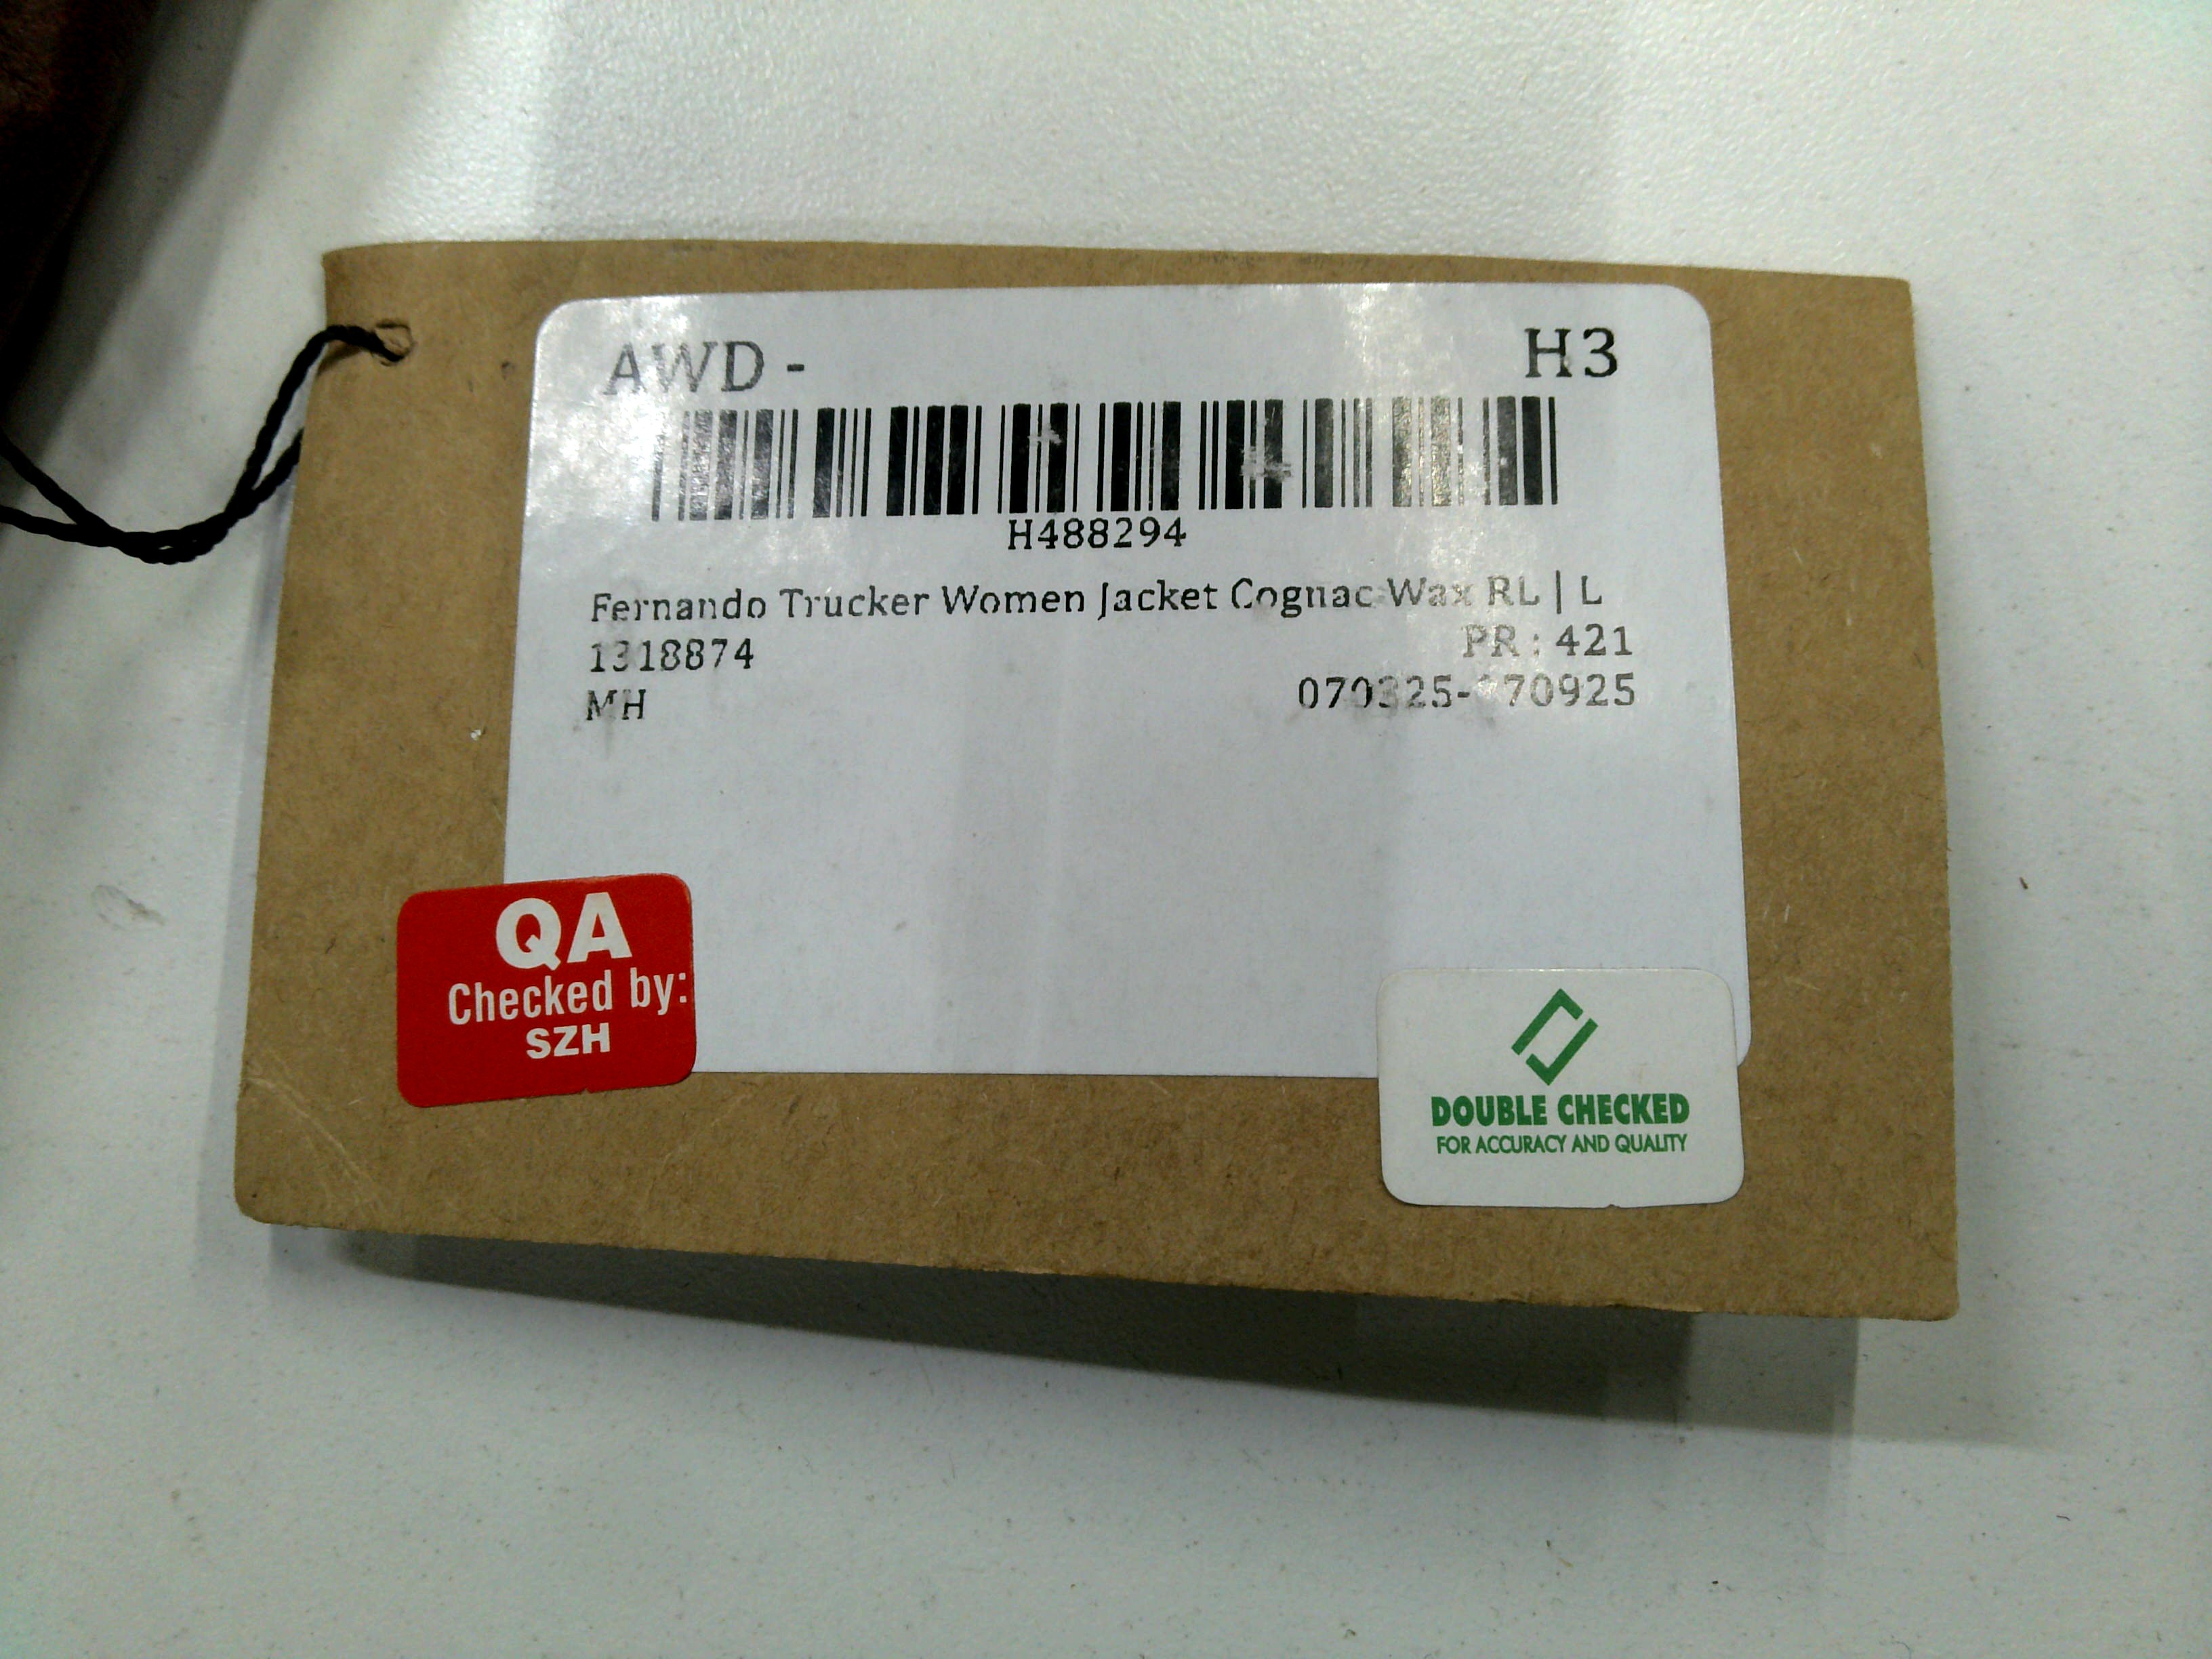 AWD - H3
H488294
Fernando Trucker Women Jacket Cognac Wax RL | L
1318874 PR : 421
MH
QA
Checked by:
SZH
DOUBLE CHECKED
FOR ACCURACY AND QUALITY